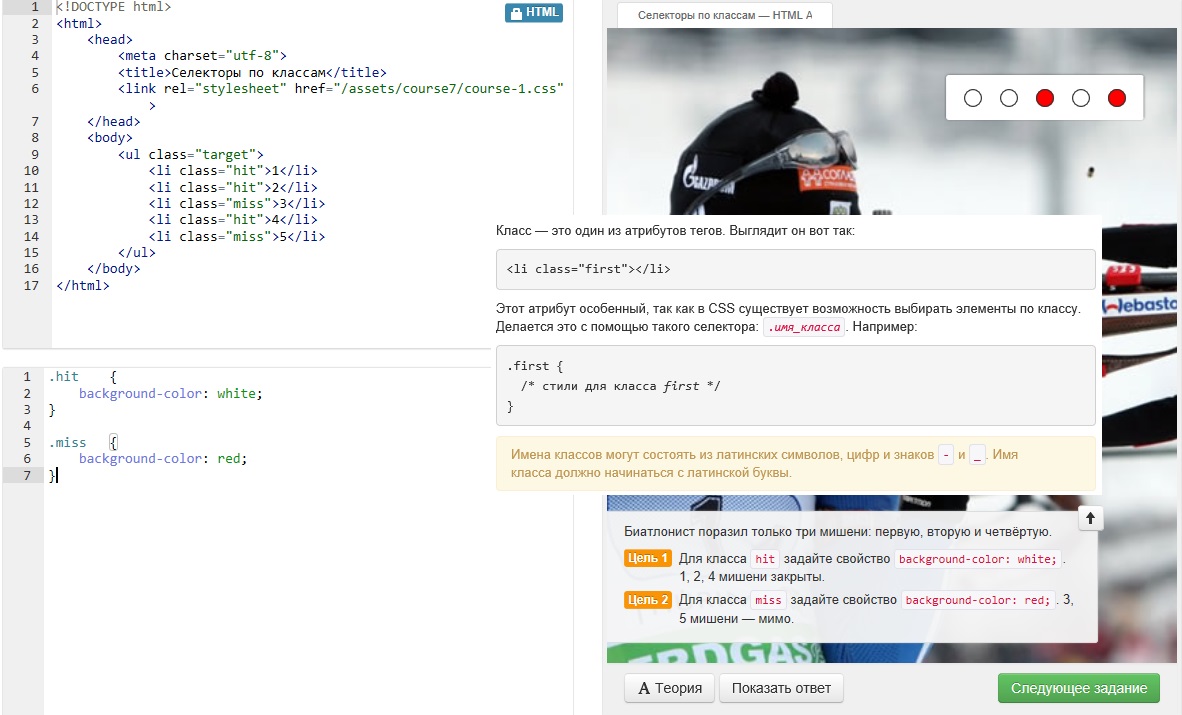 1 <!DOCTYPE html>
2 <html>
3 <head>
4 <meta charset="utf-8">
5 <title>Селекторы по классам</title>
6 <link rel="stylesheet" href="/assets/course7/course-1.css"
>
7 </head>
8 <body>
9 <ul class="target">
10 <li class="hit">1</li>
11 <li class="hit">2</li>
12 <li class="miss">3</li>
13 <li class="hit">4</li>
14 <li class="miss">5</li>
15 </ul>
16 </body>
17 </html>
HTML
1 .hit {
2 background-color: white;
3 }
4
5 .miss {
6 background-color: red;
7 }
Селекторы по классам — HTML A
GAZPROM
Класс — это один из атрибутов тегов. Выглядит он вот так:
<li class="first"></li>
Этот атрибут особенный, так как в CSS существует возможность выбирать элементы по классу.
Делается это с помощью такого селектора: .имя_класса . Например:
.first {
/* стили для класса first */
}
Имена классов могут состоять из латинских символов, цифр и знаков - и _ . Имя
класса должно начинаться с латинской буквы.
ebasto
Биатлонист поразил только три мишени: первую, вторую и четвёртую.
Цель 1 Для класса hit задайте свойство background-color: white; .
1, 2, 4 мишени закрыты.
Цель 2 Для класса miss задайте свойство background-color: red; . 3,
5 мишени — мимо.
ERDGAS
А Теория
Показать ответ
Следующее задание